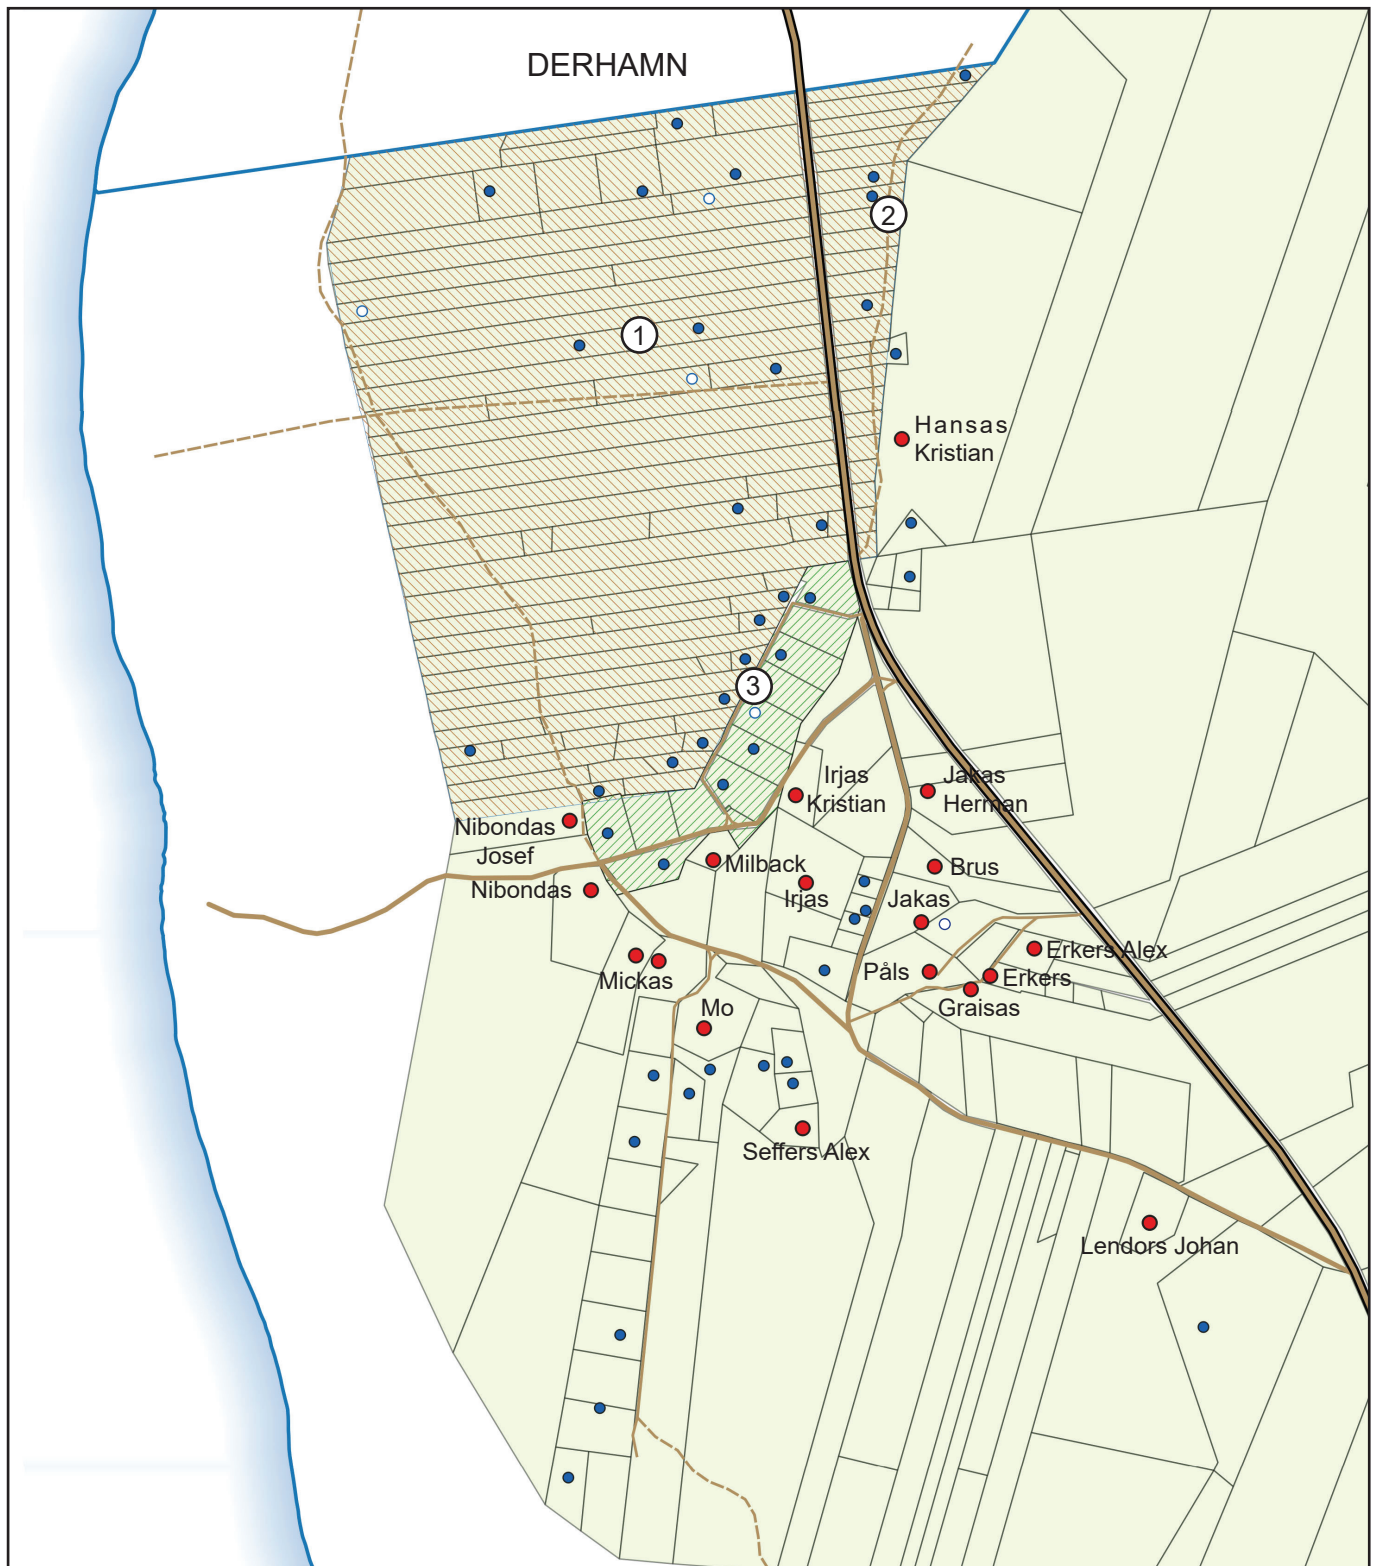 DERHAMN
2
1
Hansas
Kristian
3
Irjas
Kristian
Jakas
Herman
Nibondas
Josef
Milback
Brus
Nibondas
Irjas
Jakas
Erkers Alex
Mickas
Påls
Erkers
Graisas
Mo
Seffers Alex
Lendors Johan